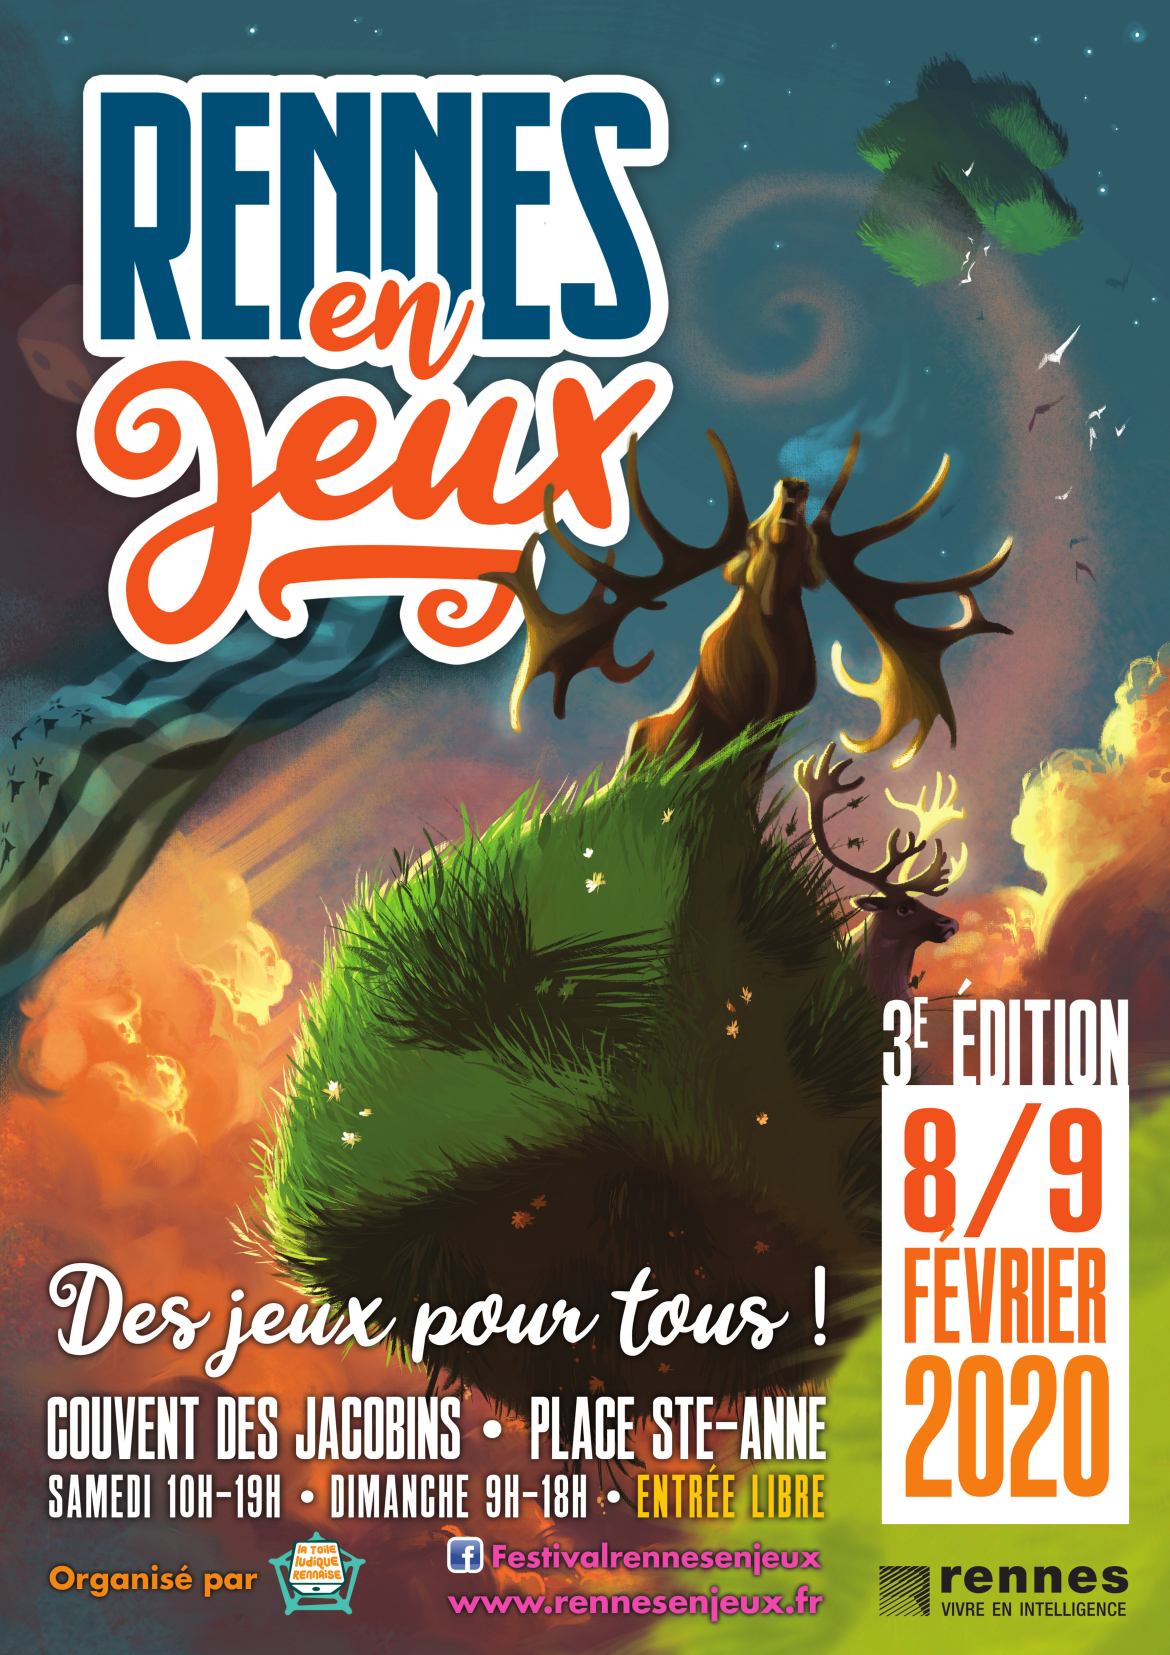 RENNES
en
Jeux
3E ÉDITION
8/9
FÉVRIER
2020
Des jeux pour tous !
COUVENT DES JACOBINS • PLACE STE-ANNE
SAMEDI 10H-19H • DIMANCHE 9H-18H • ENTRÉE LIBRE
Organisé par
la Toile
ludique
Rennaise
f Festivalrennesenjeux
www.rennesenjeux.fr
rennes
VIVRE EN INTELLIGENCE